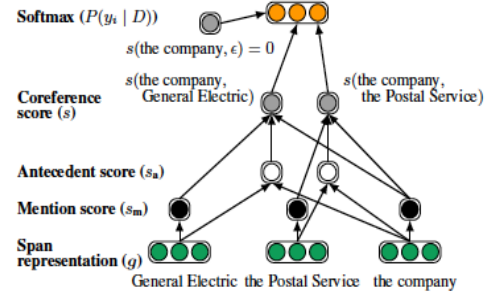 Softmax (P(yᵢ | D))
s(the company, ϵ) = 0
s(the company,
General Electric)
s(the company,
the Postal Service)
Coreference
score (s)
Antecedent score (sₐ)
Mention score (sₘ)
Span
representation (g)
General Electric the Postal Service the company